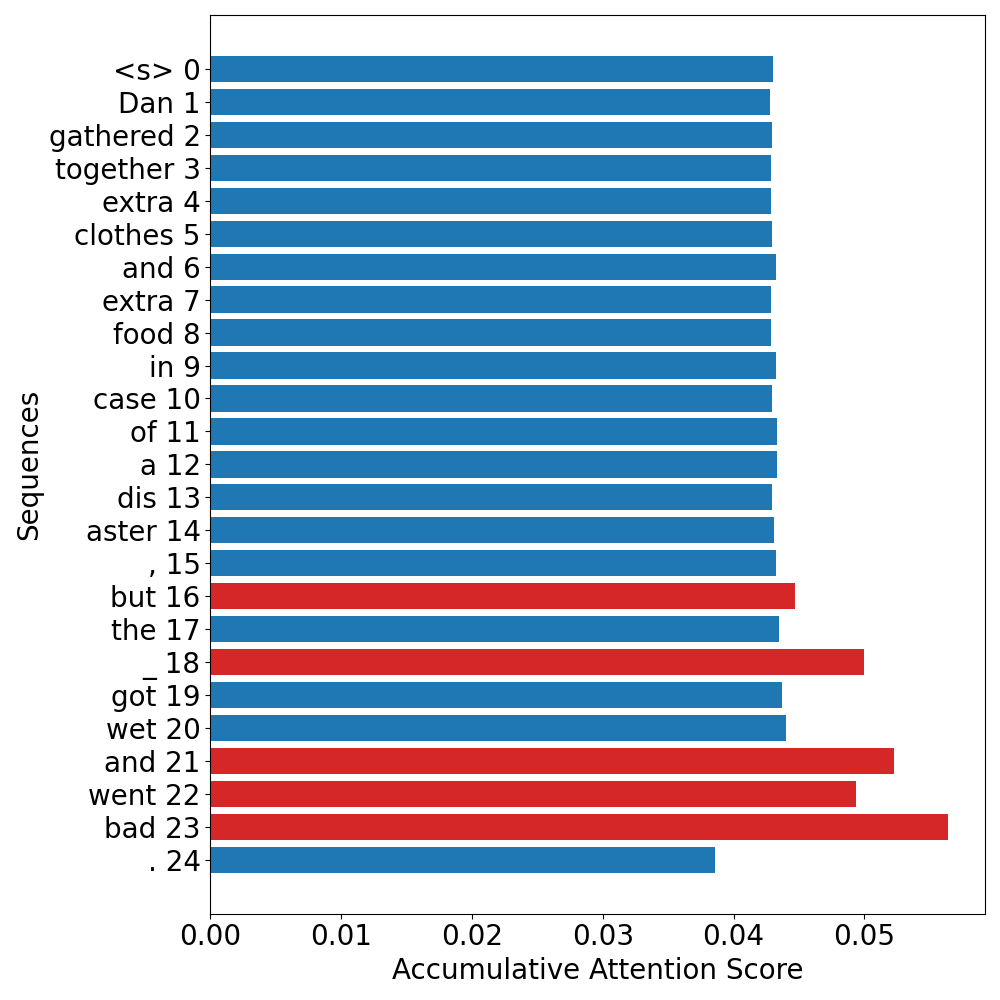 <s> 0
Dan 1
gathered 2
together 3
extra 4
clothes 5
and 6
extra 7
food 8
in 9
case 10
of 11
a 12
dis 13
aster 14
, 15
but 16
the 17
_ 18
got 19
wet 20
and 21
went 22
bad 23
. 24
Sequences
0.00 0.01 0.02 0.03 0.04 0.05
Accumulative Attention Score